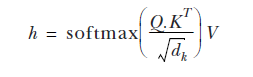 h = softmax(Q.K^T / √d_k) V